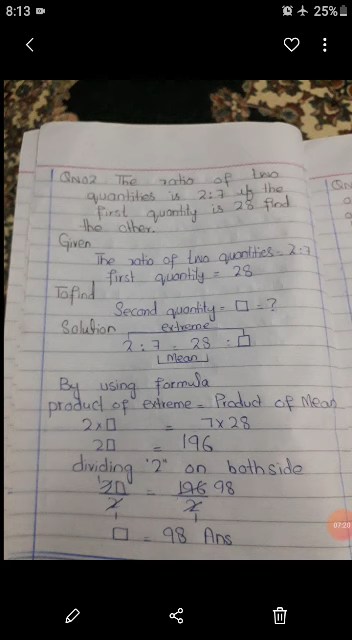 8:13
25%
QNo2 The ratio of two
quantities is 2:7 if the
first quantity is 28 find
the other.
Given
The ratio of two quantities = 2:7
first quantity = 28
To find
Second quantity = □ = ?
Solution extreme
2 : 7 = 28 : □
Mean
By using formula
product of extreme = Product of Mean
2×□ = 7×28
2□ = 196
dividing "2" on bothside
2□ = 196 98
2 2
□ = 98 Ans
QN
07:20